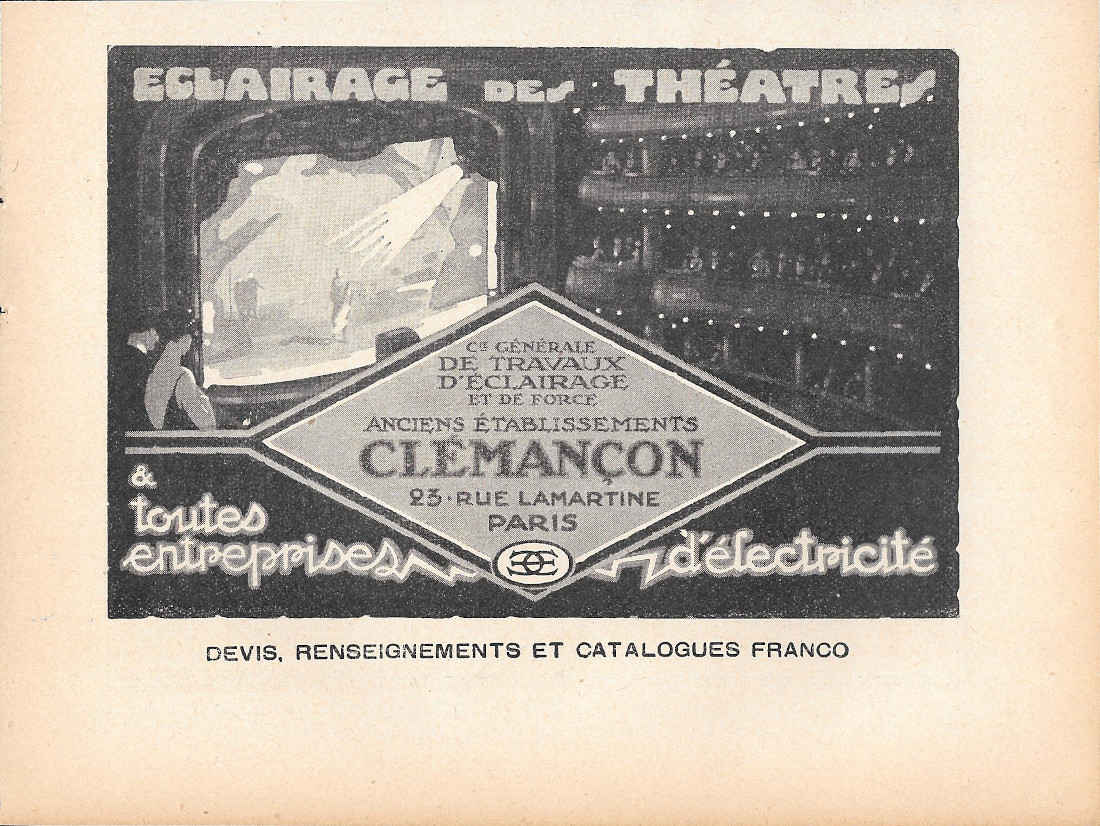 ECLAIRAGE DES THÉATRES
Cie GÉNÉRALE
DE TRAVAUX
D'ÉCLAIRAGE
ET DE FORCE
ANCIENS ÉTABLISSEMENTS
CLÉMANÇON
23·RUE LAMARTINE
PARIS
&
toutes
entreprises d'électricité
DEVIS, RENSEIGNEMENTS ET CATALOGUES FRANCO